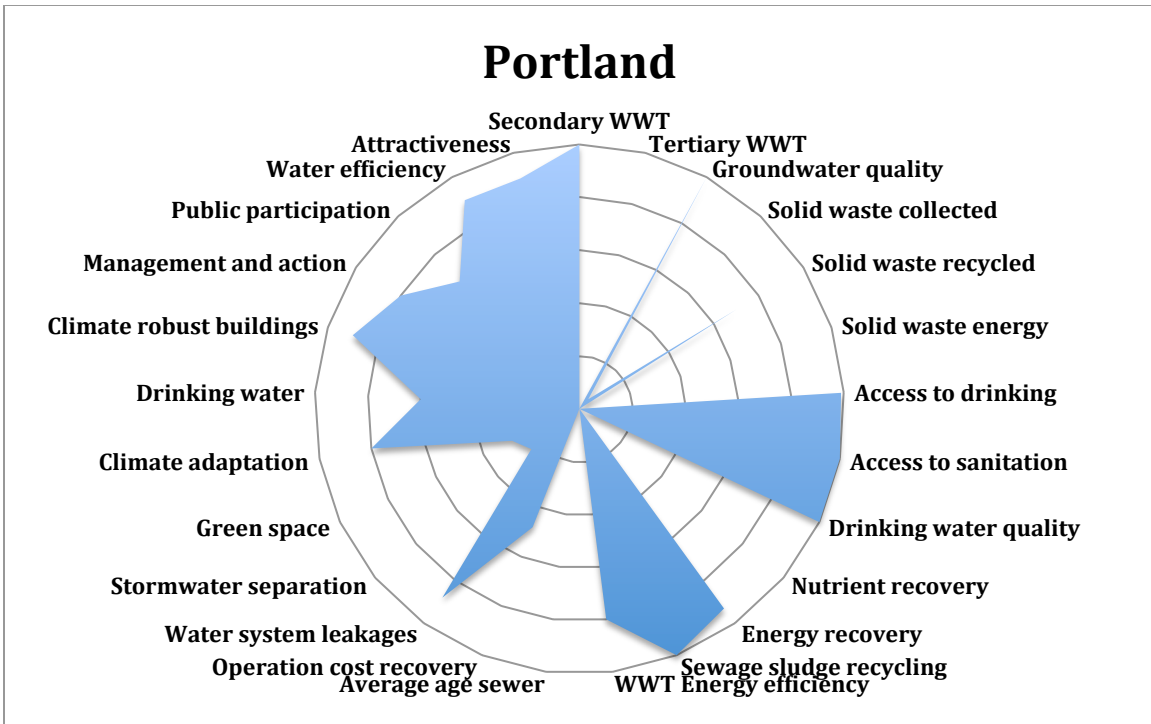 Portland
Secondary WWT
Tertiary WWT
Groundwater quality
Solid waste collected
Solid waste recycled
Solid waste energy
Access to drinking
Access to sanitation
Drinking water quality
Nutrient recovery
Energy recovery
Sewage sludge recycling
WWT Energy efficiency
Average age sewer
Operation cost recovery
Water system leakages
Stormwater separation
Green space
Climate adaptation
Drinking water
Climate robust buildings
Management and action
Public participation
Water efficiency
Attractiveness